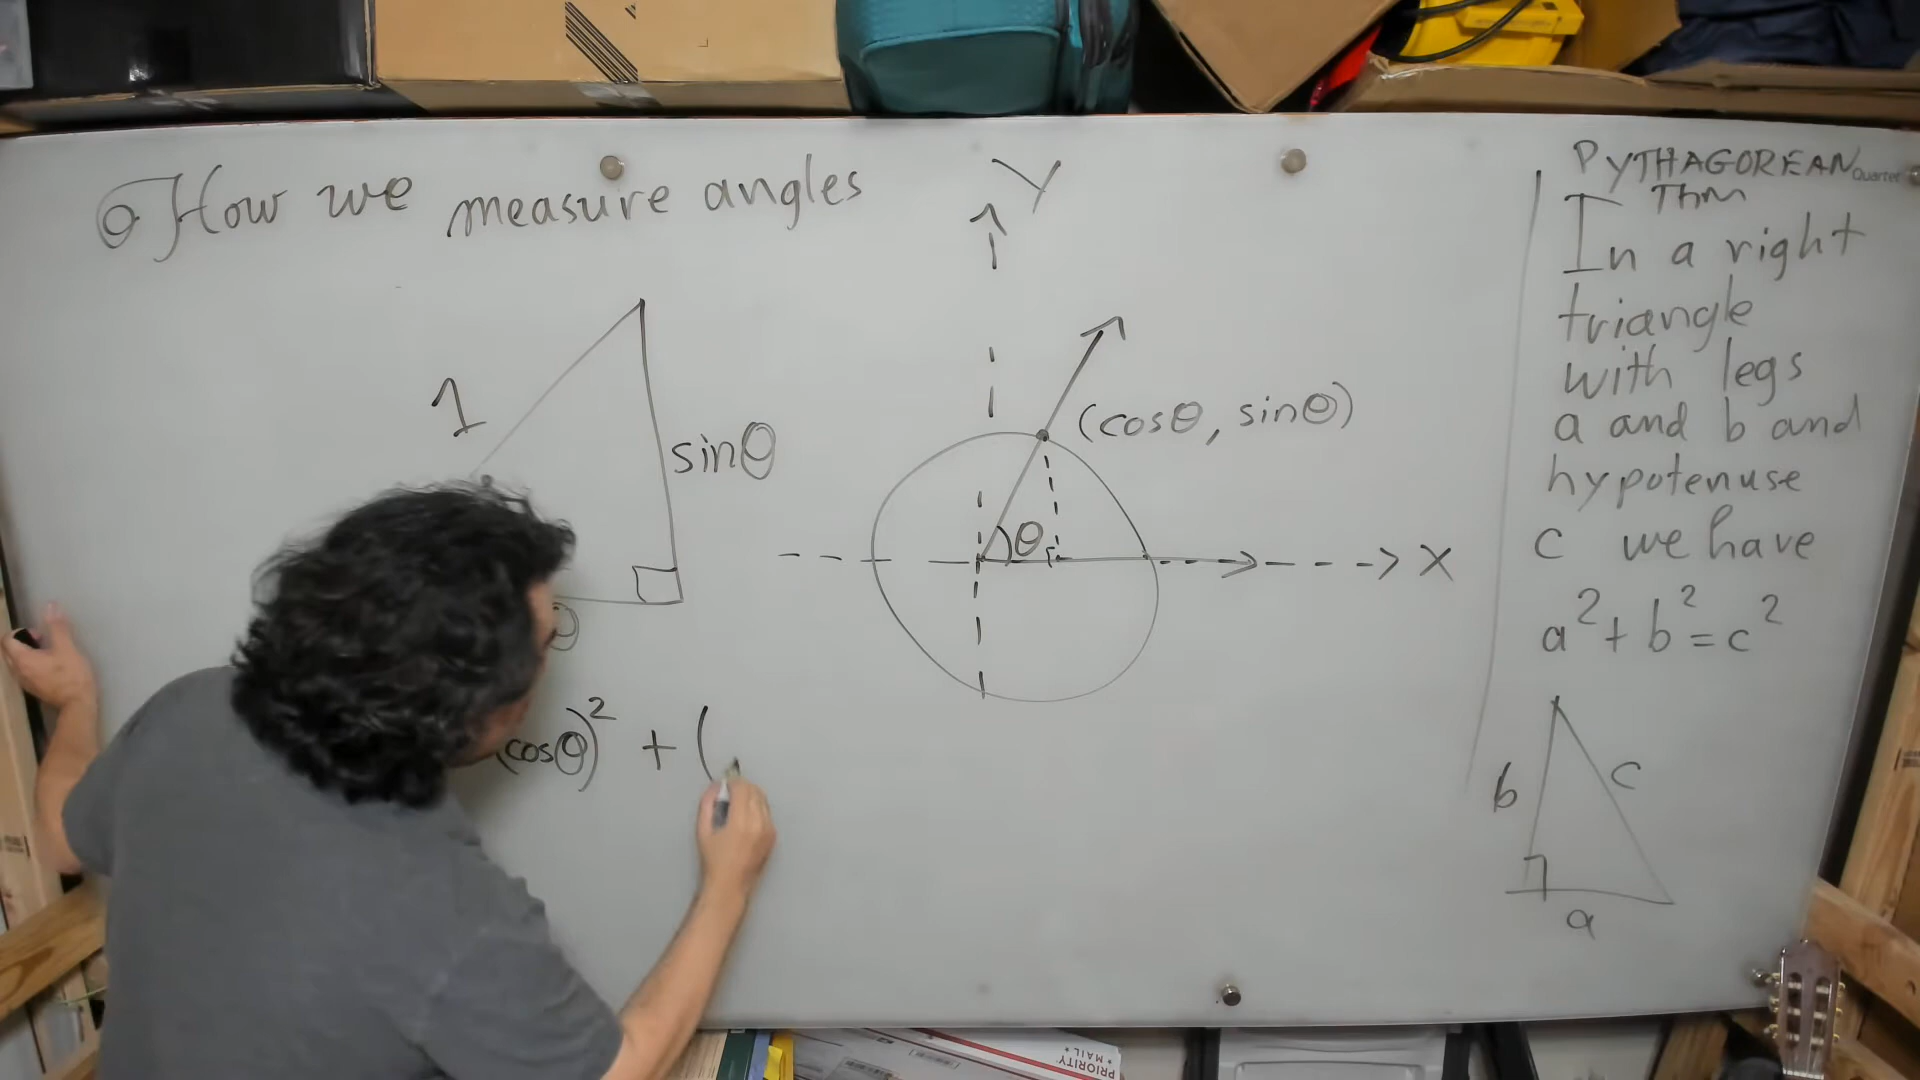 How we measure angles
1
sinθ
(cosθ)² + (
Y
(cosθ, sinθ)
θ
X
PYTHAGOREAN
THM
In a right
triangle
with legs
a and b and
hypotenuse
c we have
a² + b² = c²
b
c
a
Quartet
PRIORITY
MAIL